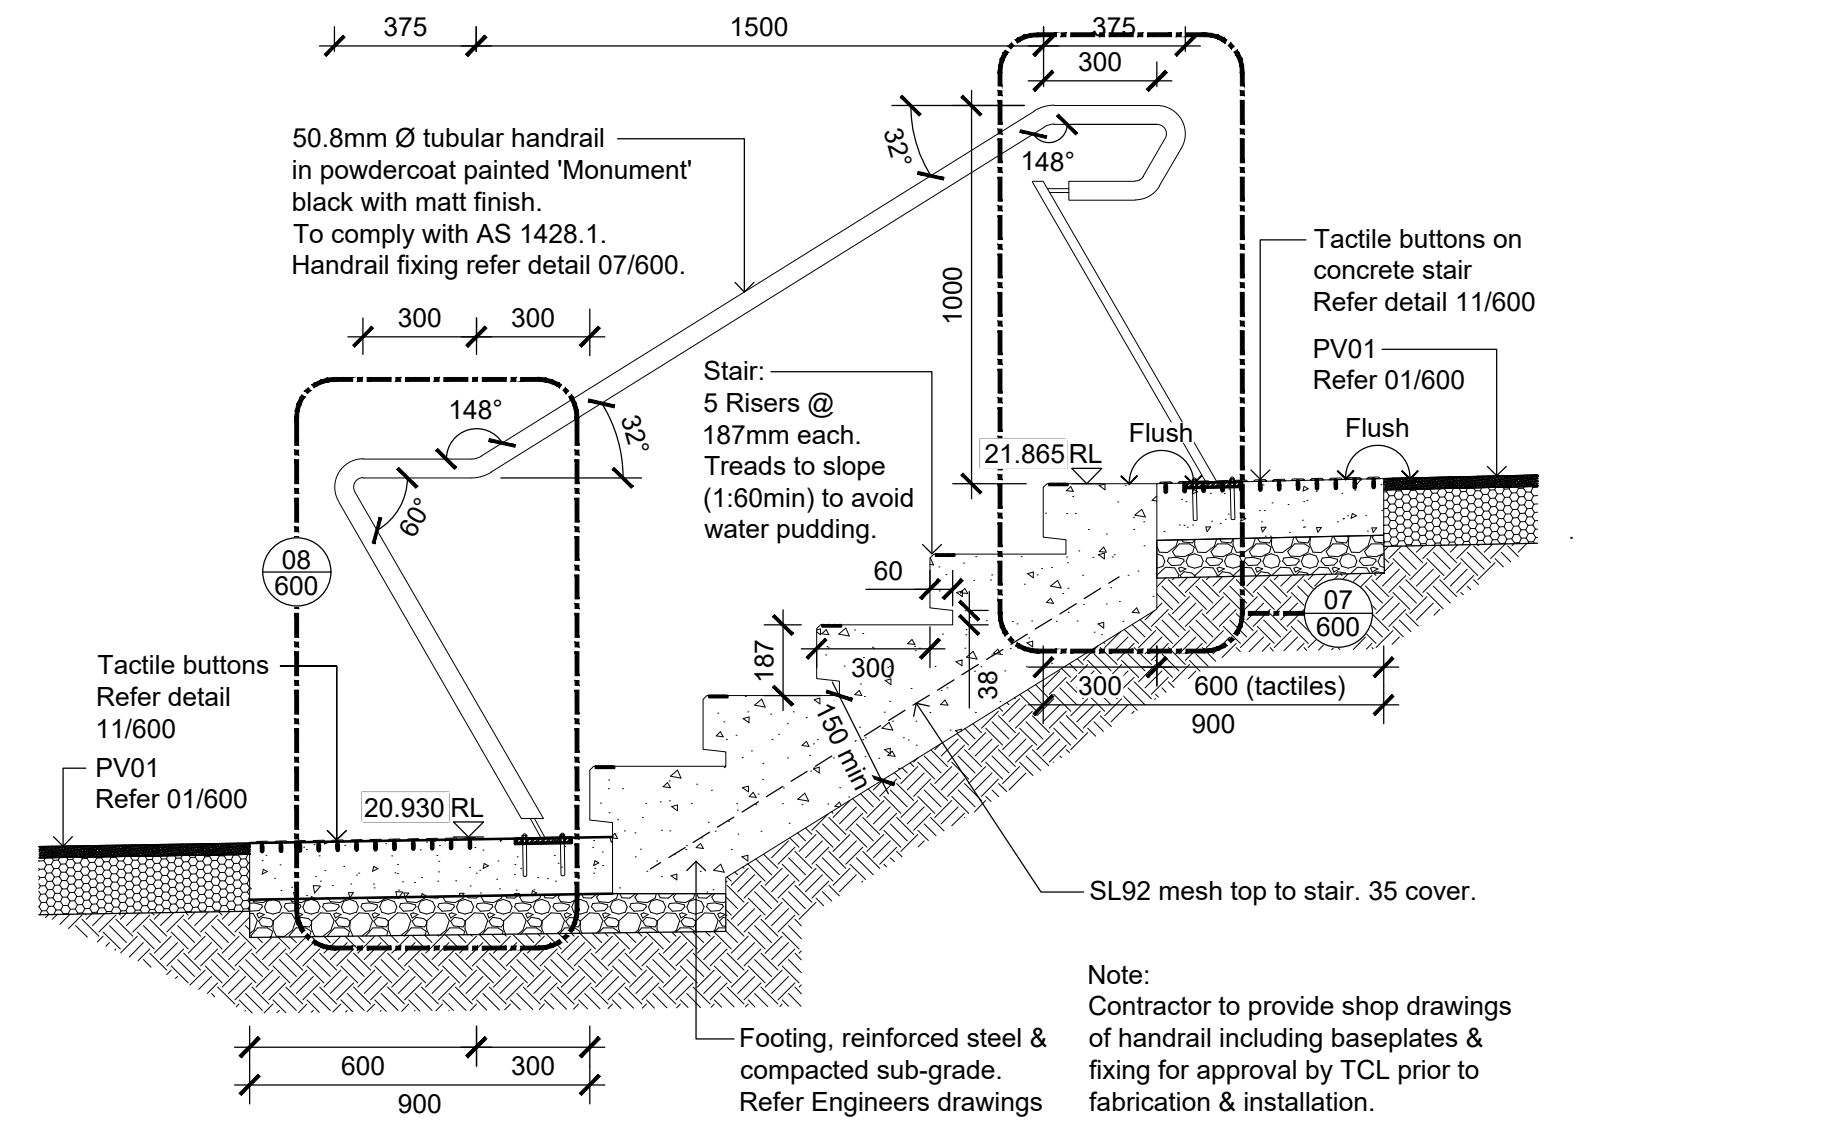 375
1500
375
300
50.8mm Ø tubular handrail
in powdercoat painted 'Monument'
black with matt finish.
To comply with AS 1428.1.
Handrail fixing refer detail 07/600.
32°
148°
1000
Tactile buttons on
concrete stair
Refer detail 11/600
PV01
Refer 01/600
300
300
Stair:
5 Risers @
187mm each.
Treads to slope
(1:60min) to avoid
water pudding.
148°
32°
60°
Flush
Flush
21.865 RL
08
600
60
07
600
187
300
38
150 min
300
600 (tactiles)
900
Tactile buttons
Refer detail
11/600
PV01
Refer 01/600
20.930 RL
SL92 mesh top to stair. 35 cover.
Note:
Contractor to provide shop drawings
of handrail including baseplates &
fixing for approval by TCL prior to
fabrication & installation.
Footing, reinforced steel &
compacted sub-grade.
Refer Engineers drawings
600
300
900